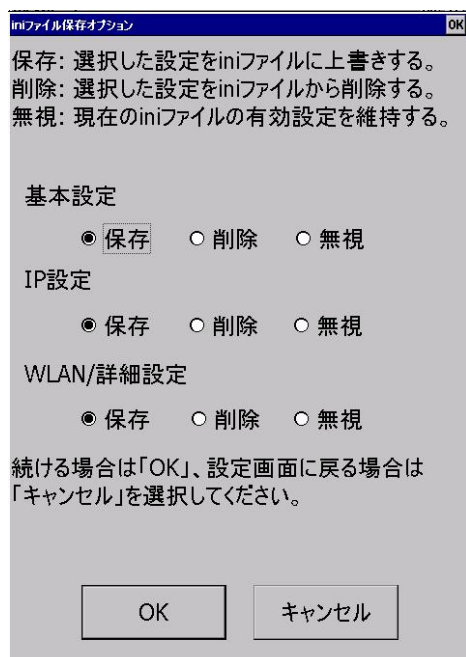 iniファイル保存オプション OK
保存: 選択した設定をiniファイルに上書きする。
削除: 選択した設定をiniファイルから削除する。
無視: 現在のiniファイルの有効設定を維持する。
基本設定
保存 削除 無視
IP設定
保存 削除 無視
WLAN/詳細設定
保存 削除 無視
続ける場合は「OK」、設定画面に戻る場合は
「キャンセル」を選択してください。
OK キャンセル